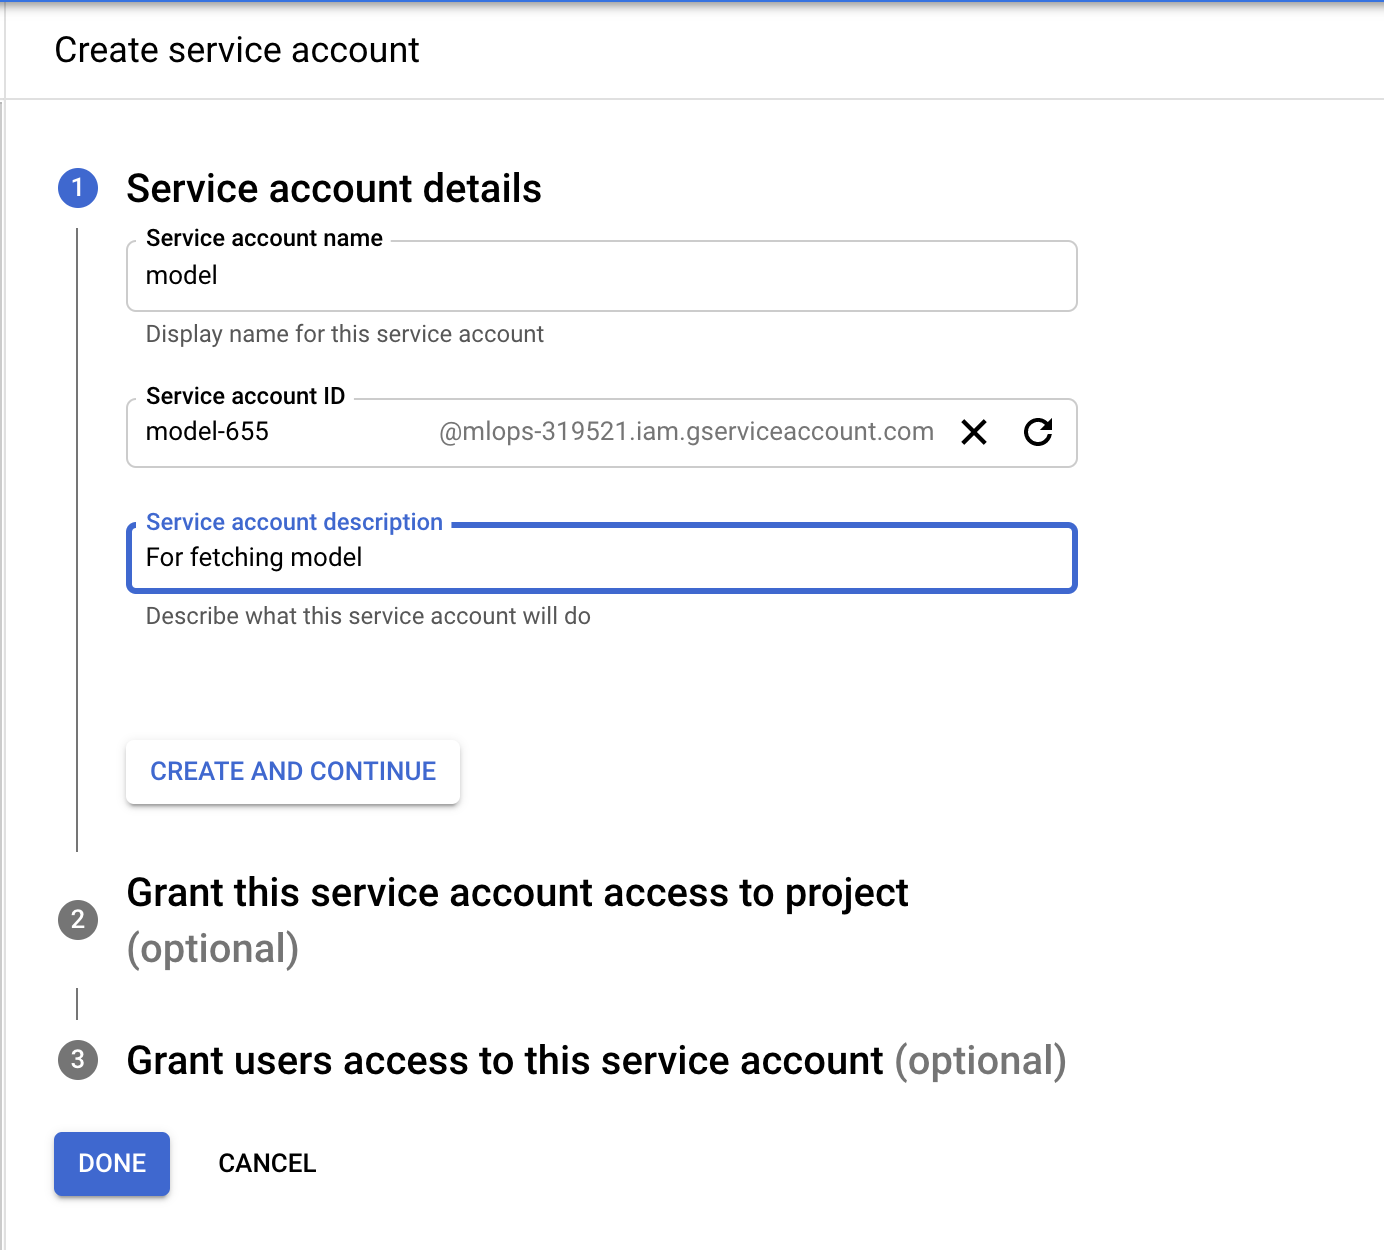 Create service account
1 Service account details
Service account name
model
Display name for this service account
Service account ID
model-655 @mlops-319521.iam.gserviceaccount.com
Service account description
For fetching model
Describe what this service account will do
CREATE AND CONTINUE
2 Grant this service account access to project
(optional)
3 Grant users access to this service account (optional)
DONE CANCEL